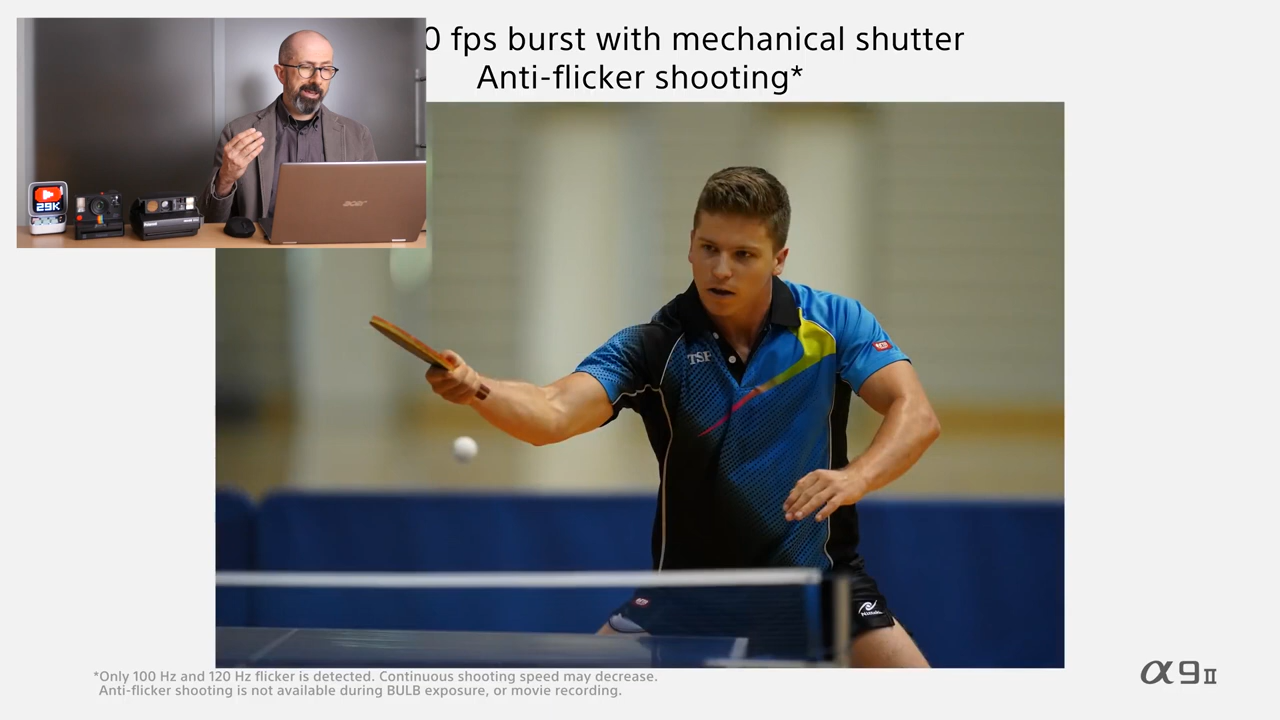 0 fps burst with mechanical shutter
Anti-flicker shooting*
29K
acer
TSP
*Only 100 Hz and 120 Hz flicker is detected. Continuous shooting speed may decrease.
Anti-flicker shooting is not available during BULB exposure, or movie recording.
α9II